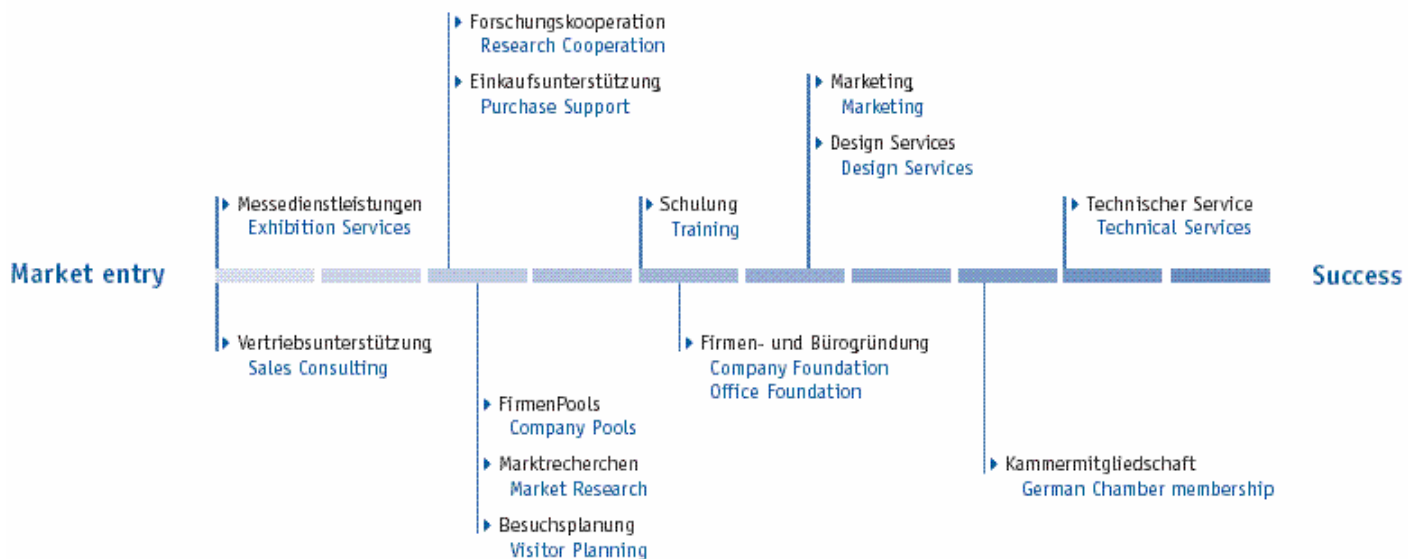 Forschungskooperation
Research Cooperation
Einkaufsunterstützung
Purchase Support
Marketing
Marketing
Design Services
Design Services
Messedienstleistungen
Exhibition Services
Schulung
Training
Technischer Service
Technical Services
Market entry
Success
Vertriebsunterstützung
Sales Consulting
Firmen- und Bürogründung
Company Foundation
Office Foundation
FirmenPools
Company Pools
Marktrecherchen
Market Research
Kammermitgliedschaft
German Chamber membership
Besuchsplanung
Visitor Planning